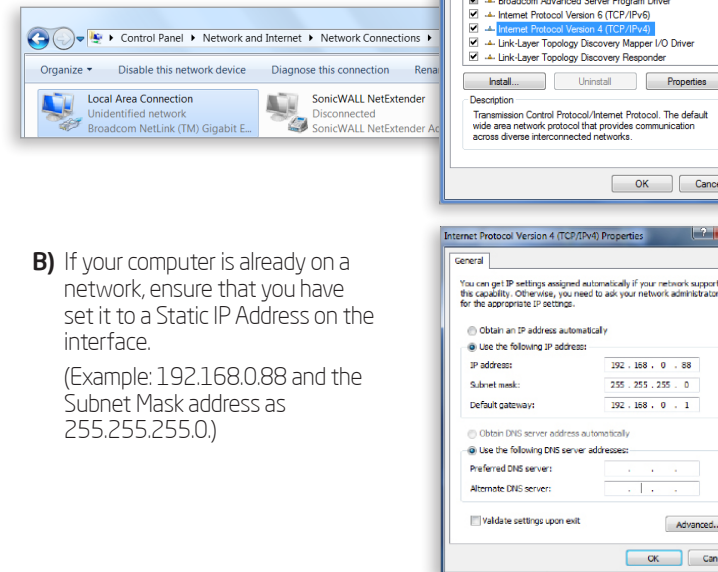 Control Panel ▸ Network and Internet ▸ Network Connections ▸
Organize Disable this network device Diagnose this connection Rena
Local Area Connection
Unidentified network
Broadcom NetLink (TM) Gigabit E...
SonicWALL NetExtender
Disconnected
SonicWALL NetExtender Ad
Broadcom Advanced Server Program Driver
Internet Protocol Version 6 (TCP/IPv6)
Internet Protocol Version 4 (TCP/IPv4)
Link-Layer Topology Discovery Mapper I/O Driver
Link-Layer Topology Discovery Responder
Install... Uninstall Properties
Description
Transmission Control Protocol/Internet Protocol. The default
wide area network protocol that provides communication
across diverse interconnected networks.
OK Cance
B) If your computer is already on a
network, ensure that you have
set it to a Static IP Address on the
interface.
(Example: 192.168.0.88 and the
Subnet Mask address as
255.255.255.0.)
Internet Protocol Version 4 (TCP/IPv4) Properties
General
You can get IP settings assigned automatically if your network support
this capability. Otherwise, you need to ask your network administrator
for the appropriate IP settings.
Obtain an IP address automatically
Use the following IP address:
IP address: 192 . 168 . 0 . 88
Subnet mask: 255 . 255 . 255 . 0
Default gateway: 192 . 168 . 0 . 1
Obtain DNS server address automatically
Use the following DNS server addresses:
Preferred DNS server: . . .
Alternate DNS server: . . .
Validate settings upon exit
Advanced..
OK Can